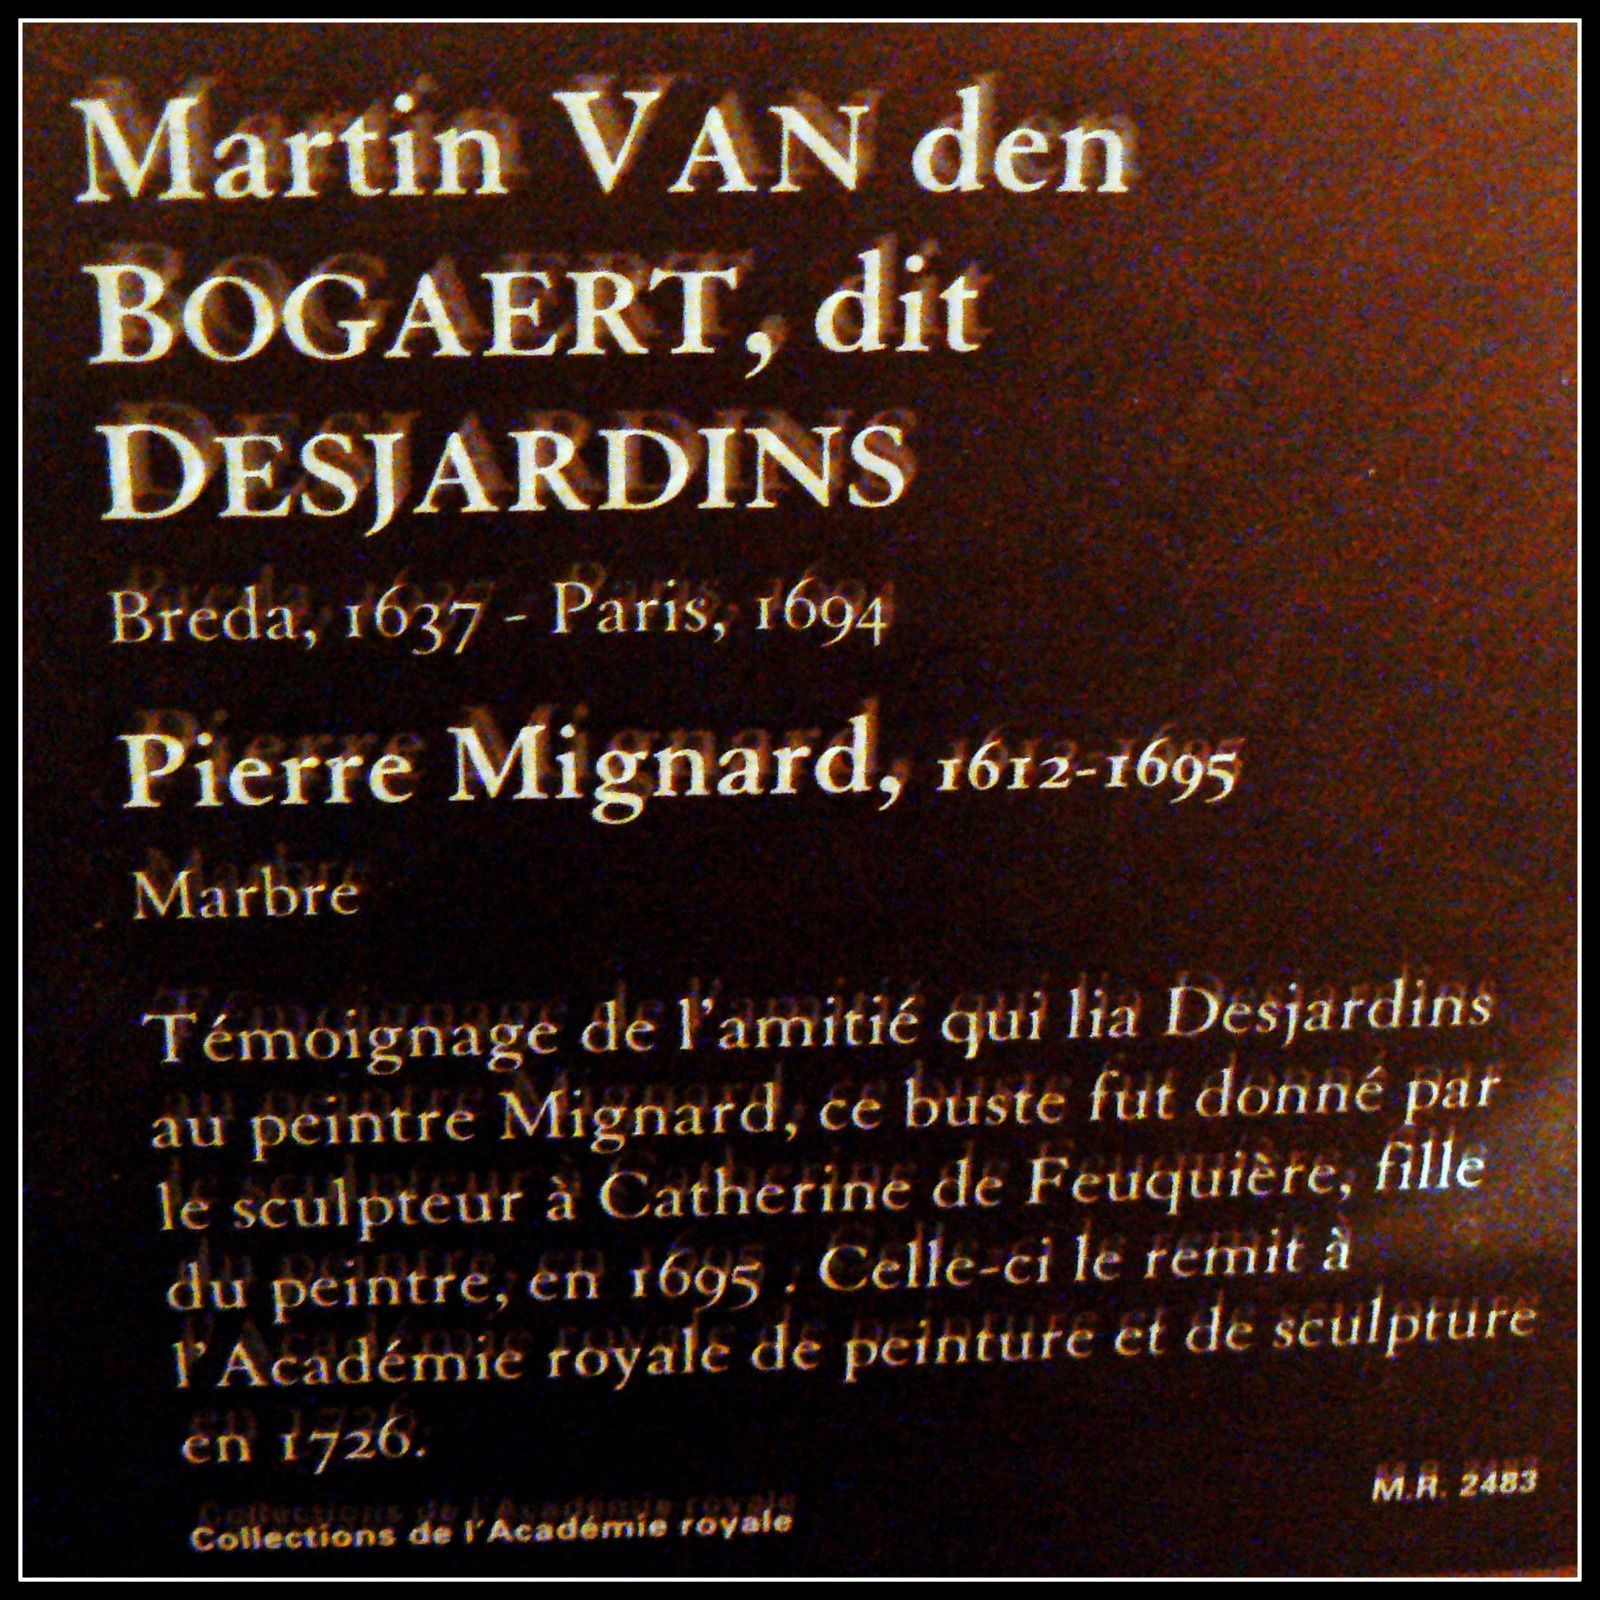 Martin VAN den
BOGAERT, dit
DESJARDINS
Breda, 1637 - Paris, 1694
Pierre Mignard, 1612-1695
Marbre
Témoignage de l'amitié qui lia Desjardins
au peintre Mignard, ce buste fut donné par
le sculpteur à Catherine de Feuquière, fille
du peintre, en 1695 . Celle-ci le remit à
l'Académie royale de peinture et de sculpture
en 1726.
M.R. 2483
Collections de l'Académie royale